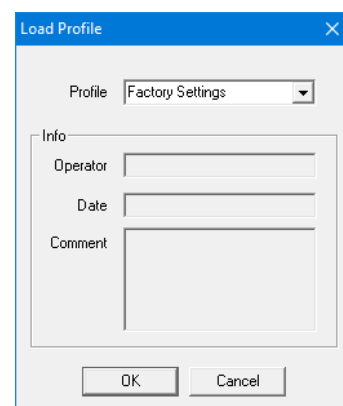 Load Profile
Profile Factory Settings
Info
Operator
Date
Comment
OK Cancel